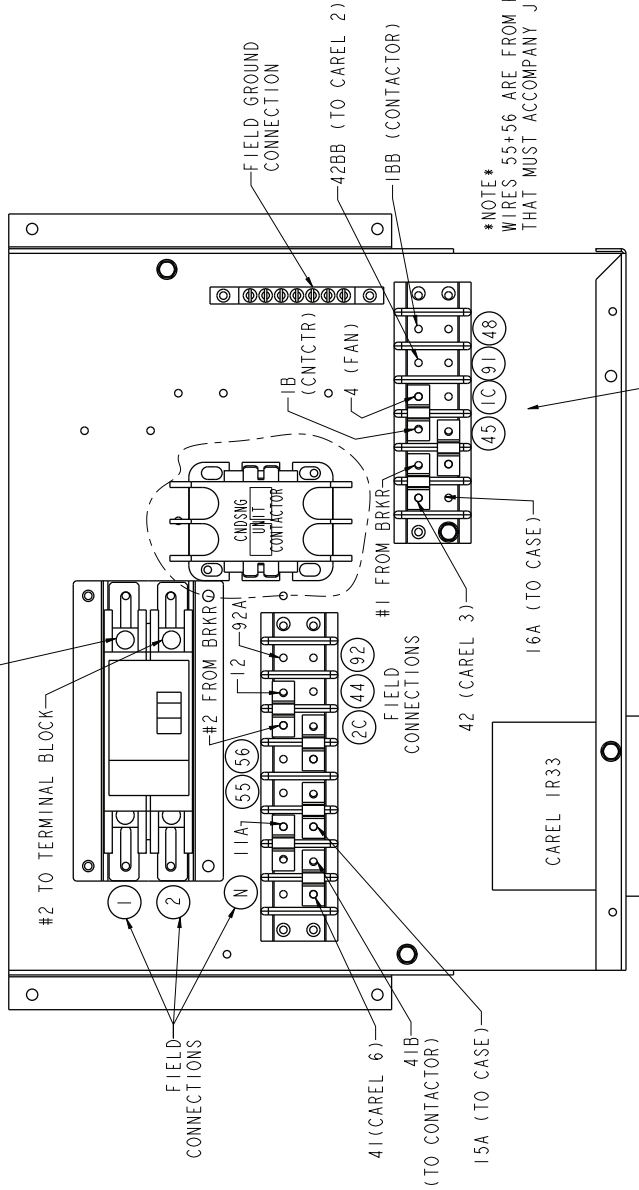 #2 TO TERMINAL BLOCK
1
2
FIELD
CONNECTIONS
N
11A
55
56
#2 FROM BRKR
12
92A
2C
44
92
FIELD
CONNECTIONS
41(CAREL 6)
41B
(TO CONTACTOR)
15A (TO CASE)
CNDSNG
UNIT
CONTACTOR
FIELD GROUND
CONNECTION
1B
(CNTCTR)
4 (FAN)
#1 FROM BRKR
42BB (TO CAREL 2)
1BB (CONTACTOR)
45
1C
91
48
42 (CAREL 3)
16A (TO CASE)
CAREL IR33
*NOTE*
WIRES 55+56 ARE FROM
THAT MUST ACCOMPANY